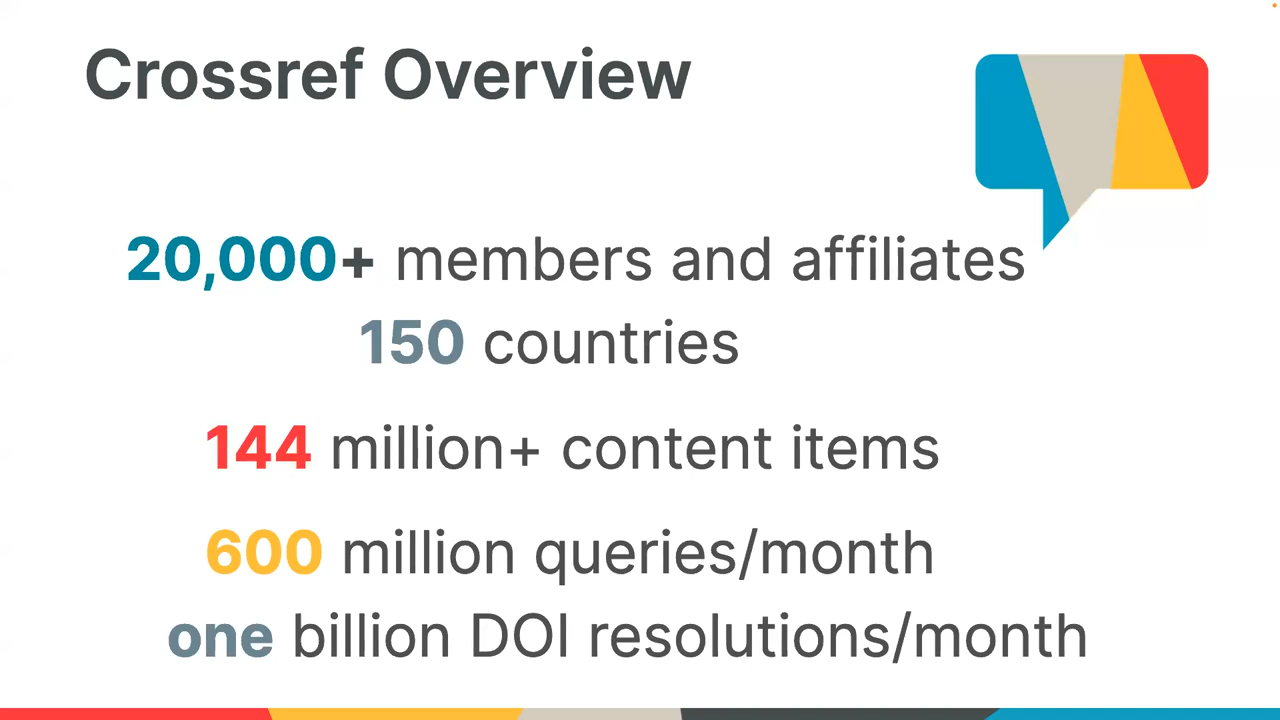 Crossref Overview
20,000+ members and affiliates
150 countries
144 million+ content items
600 million queries/month
one billion DOI resolutions/month